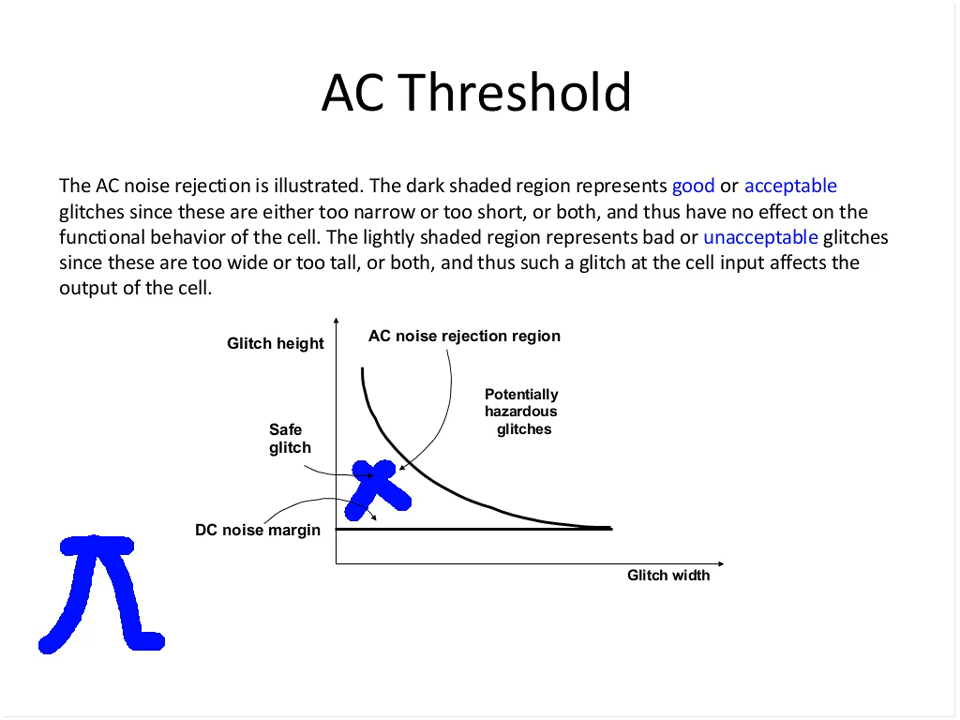 AC Threshold
The AC noise rejection is illustrated. The dark shaded region represents good or acceptable
glitches since these are either too narrow or too short, or both, and thus have no effect on the
functional behavior of the cell. The lightly shaded region represents bad or unacceptable glitches
since these are too wide or too tall, or both, and thus such a glitch at the cell input affects the
output of the cell.
Glitch height
AC noise rejection region
Potentially
hazardous
glitches
Safe
glitch
DC noise margin
Glitch width